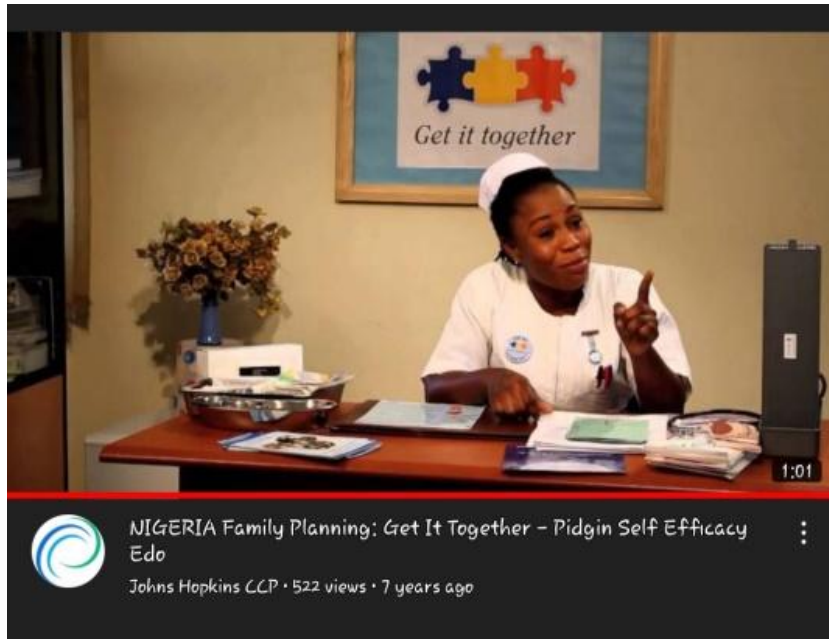 Get it together
1:01
NIGERIA Family Planning: Get It Together – Pidgin Self Efficacy
Edo
Johns Hopkins CCP • 522 views • 7 years ago